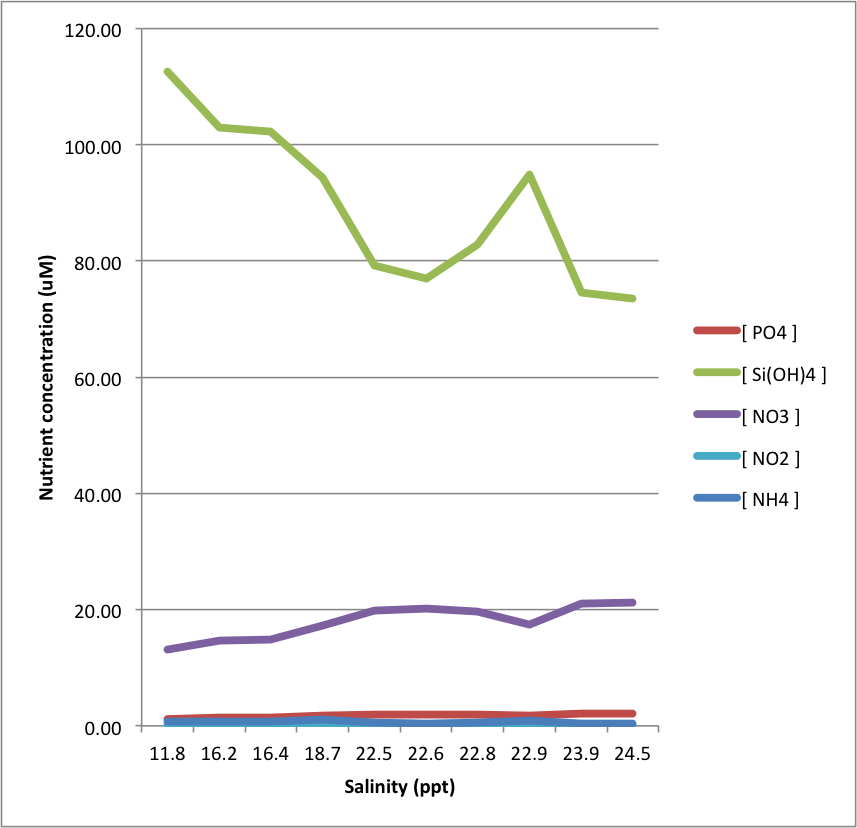 120.00
100.00
80.00
60.00
40.00
20.00
0.00
Nutrient concentration (uM)
11.8 16.2 16.4 18.7 22.5 22.6 22.8 22.9 23.9 24.5
Salinity (ppt)
[ PO4 ]
[ Si(OH)4 ]
[ NO3 ]
[ NO2 ]
[ NH4 ]